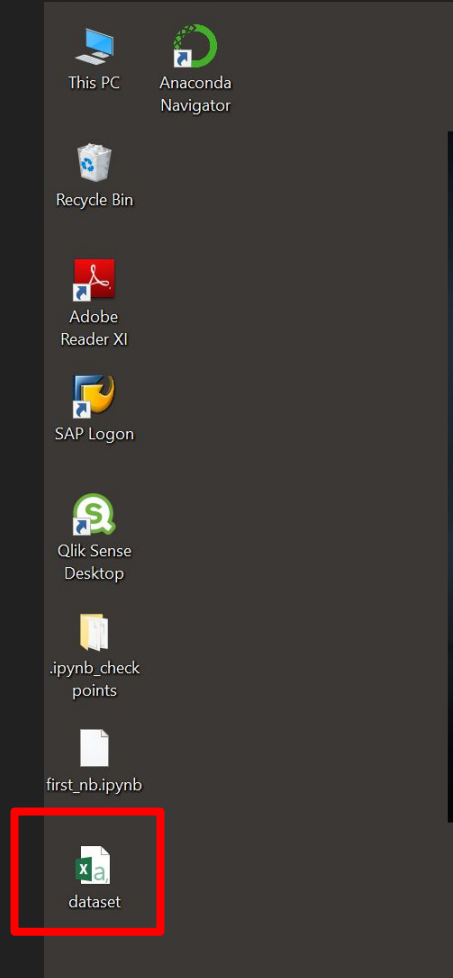 This PC
Anaconda
Navigator
Recycle Bin
Adobe
Reader XI
SAP Logon
Qlik Sense
Desktop
.ipynb_check
points
first_nb.ipynb
X a,
dataset